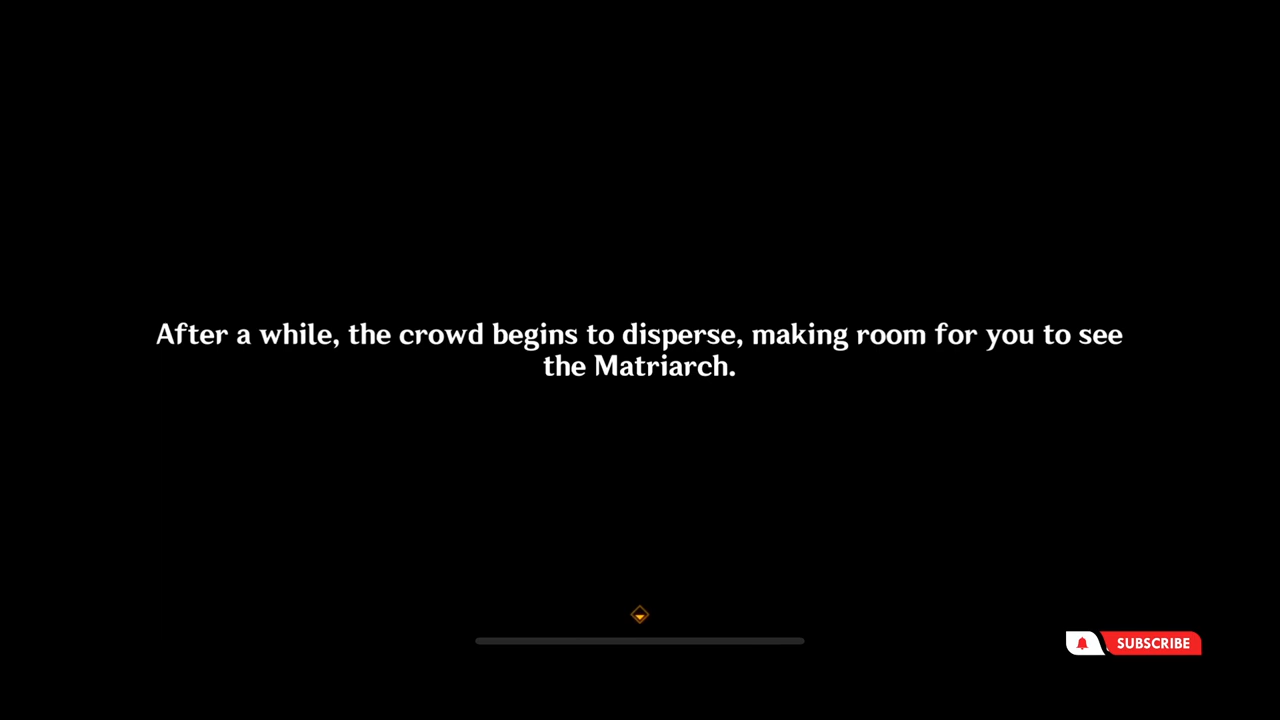 After a while, the crowd begins to disperse, making room for you to see
the Matriarch.
SUBSCRIBE